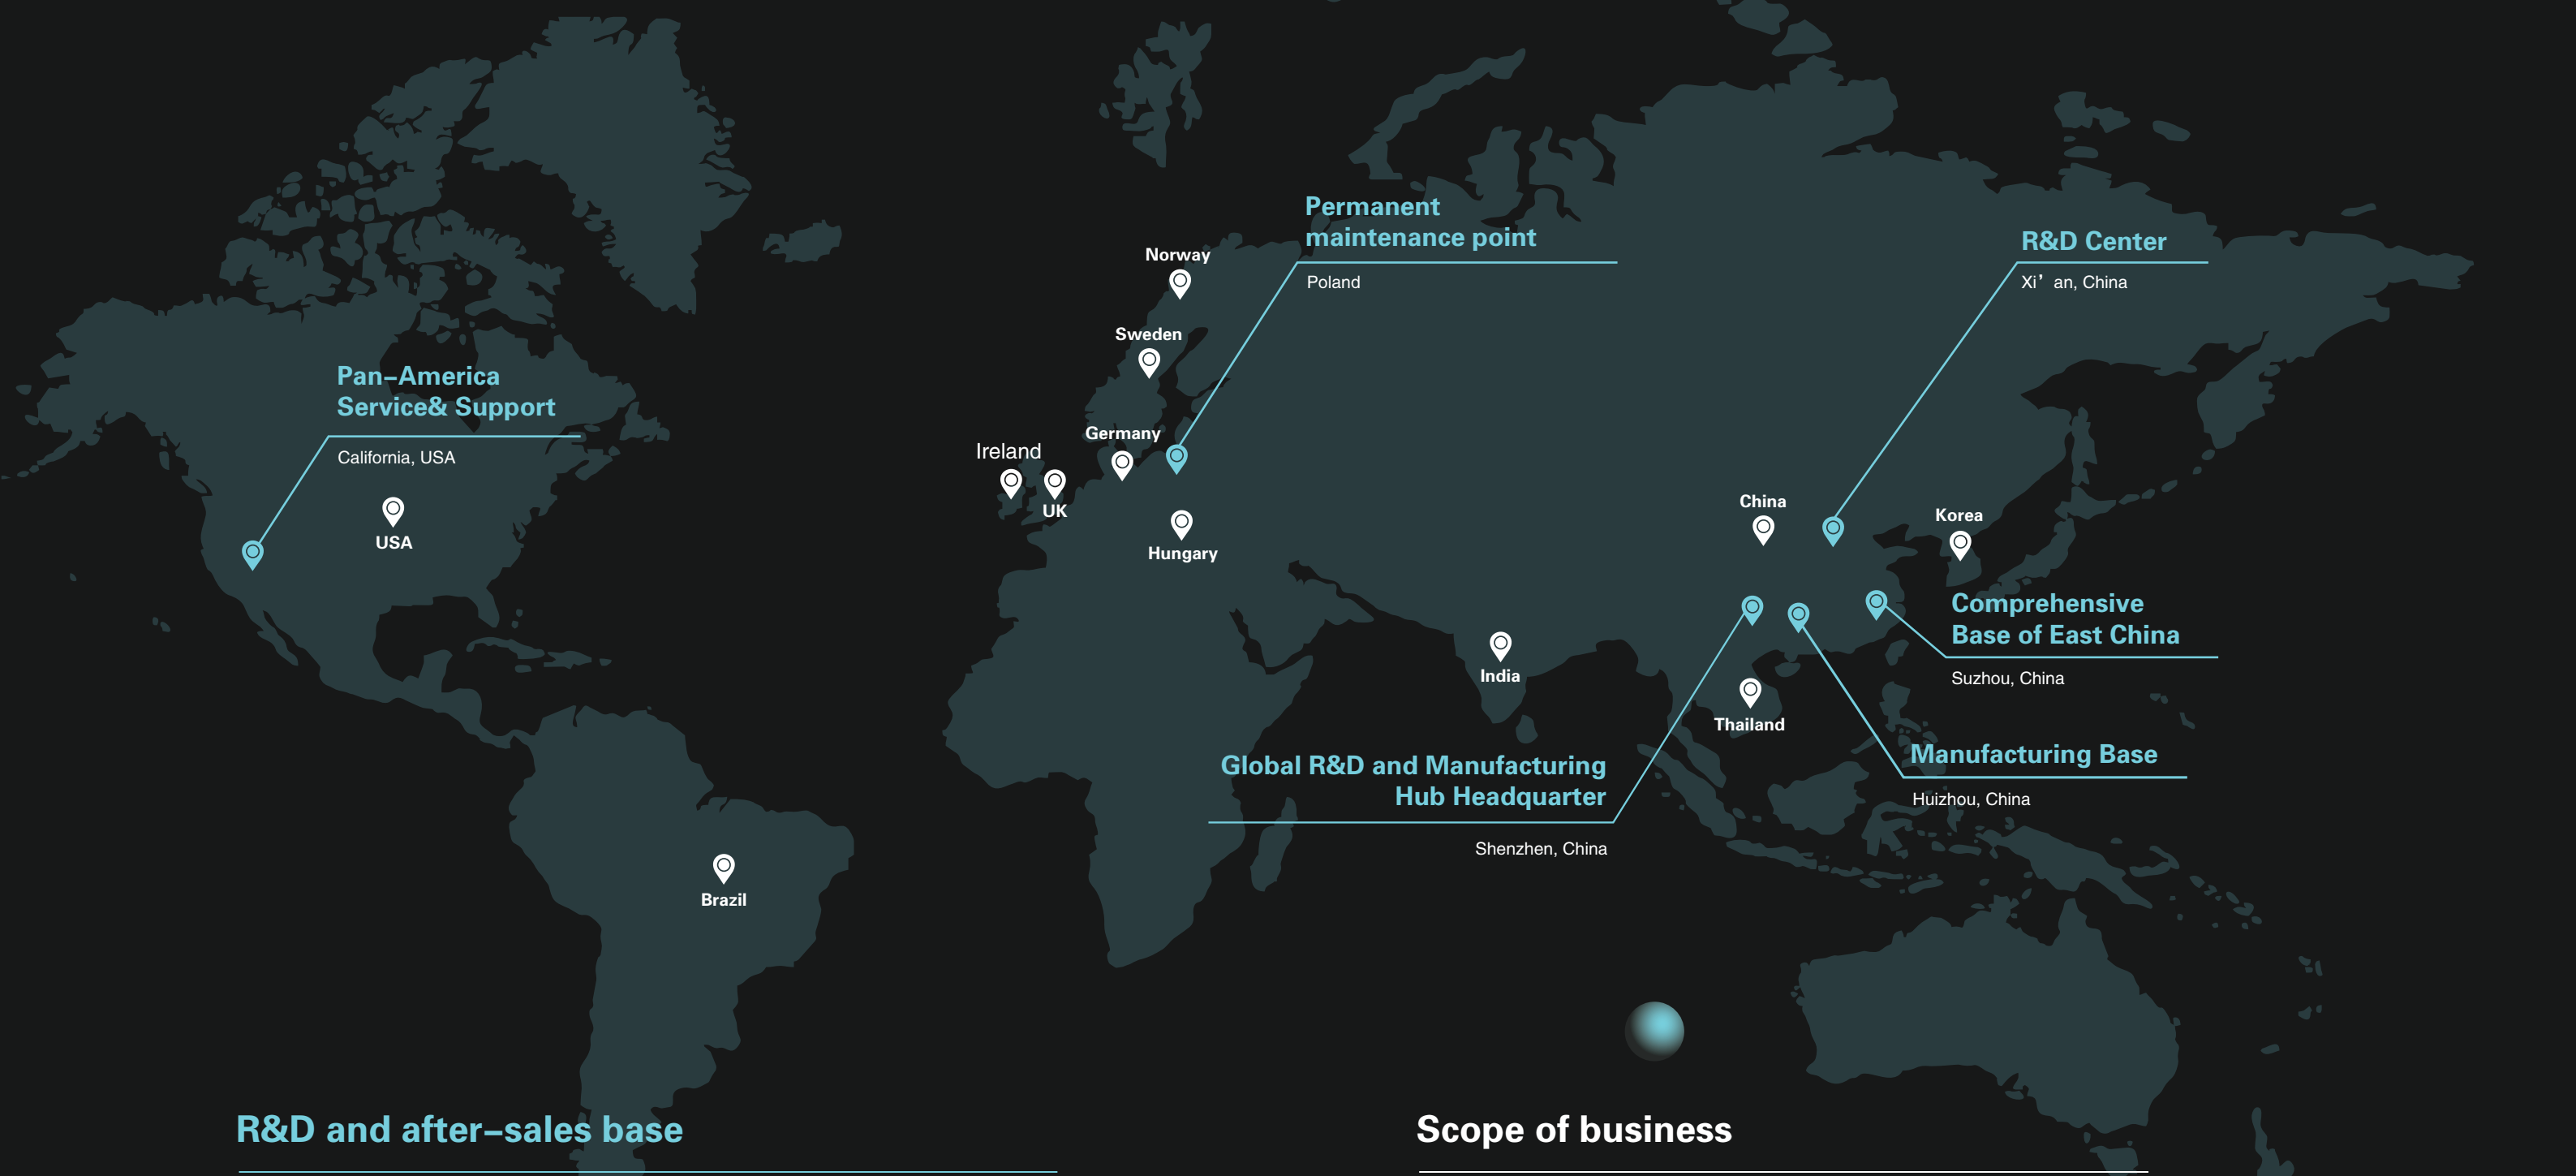 Permanent
maintenance point
Poland
R&D Center
Xi’ an, China
Norway
Sweden
Pan–America
Service& Support
California, USA
Germany
Ireland
UK
USA
Hungary
China
Korea
Comprehensive
Base of East China
Suzhou, China
India
Thailand
Global R&D and Manufacturing
Hub Headquarter
Shenzhen, China
Manufacturing Base
Huizhou, China
Brazil
R&D and after–sales base
Scope of business